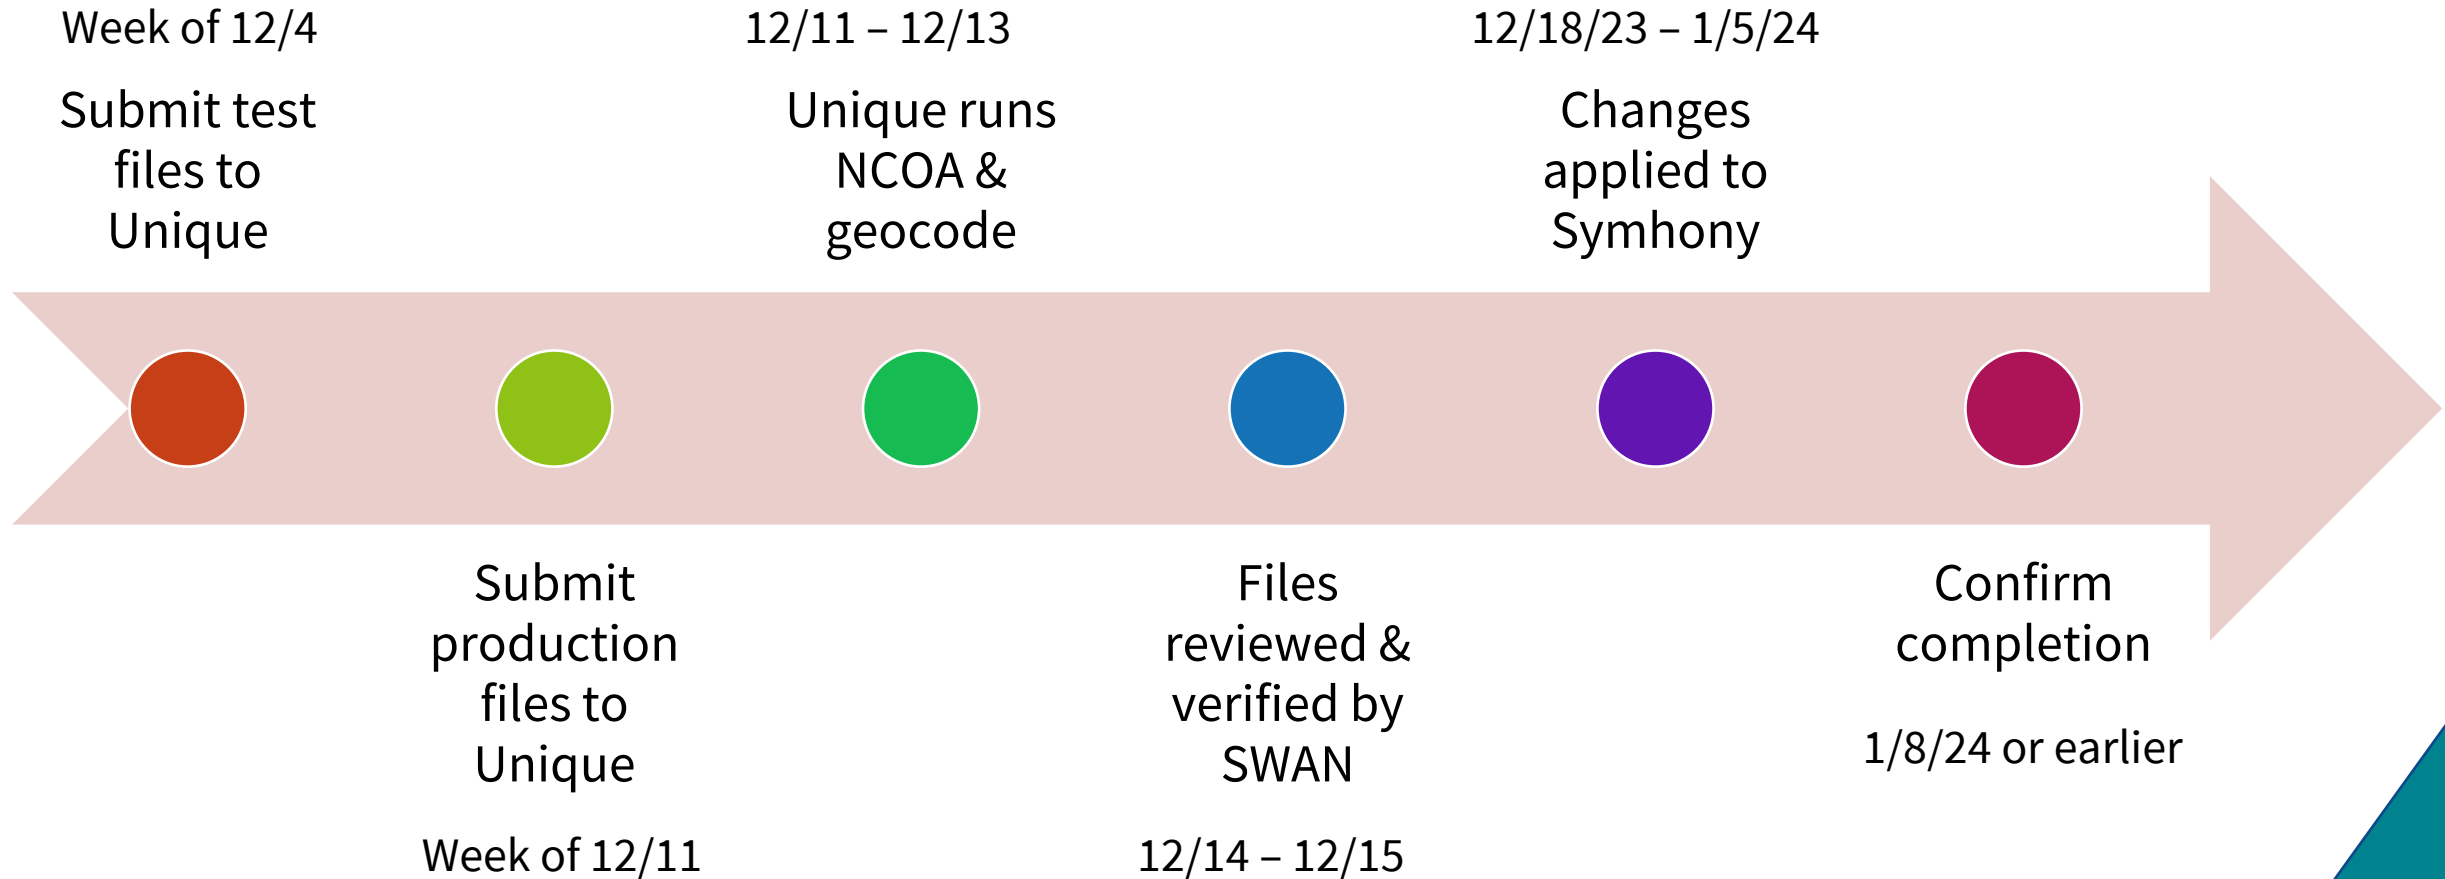 Week of 12/4
Submit test
files to
Unique
Submit
production
files to
Unique
Week of 12/11
12/11 – 12/13
Unique runs
NCOA &
geocode
Files
reviewed &
verified by
SWAN
12/14 – 12/15
12/18/23 – 1/5/24
Changes
applied to
Symhony
Confirm
completion
1/8/24 or earlier